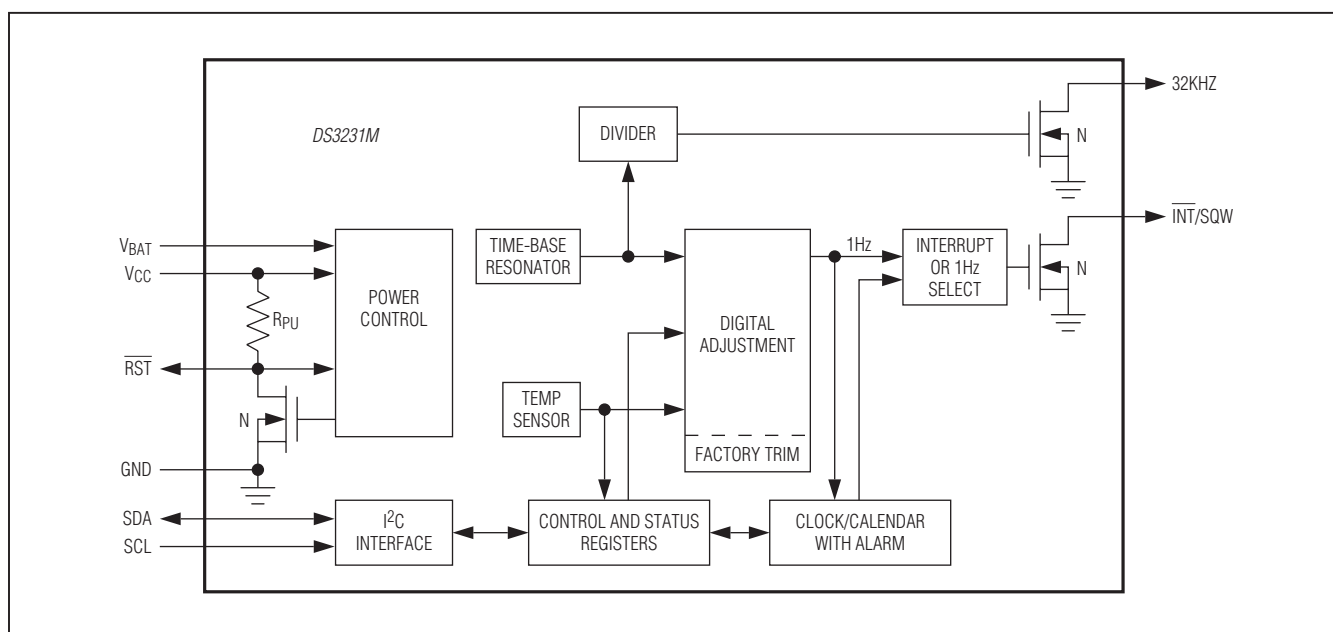 32KHZ
DS3231M
DIVIDER
N
INT/SQW
VBAT
VCC
TIME-BASE
RESONATOR
1Hz
INTERRUPT
OR 1Hz
SELECT
N
POWER
CONTROL
RPU
DIGITAL
ADJUSTMENT
RST
TEMP
SENSOR
N
FACTORY TRIM
GND
SDA
I2C
INTERFACE
CONTROL AND STATUS
REGISTERS
CLOCK/CALENDAR
WITH ALARM
SCL